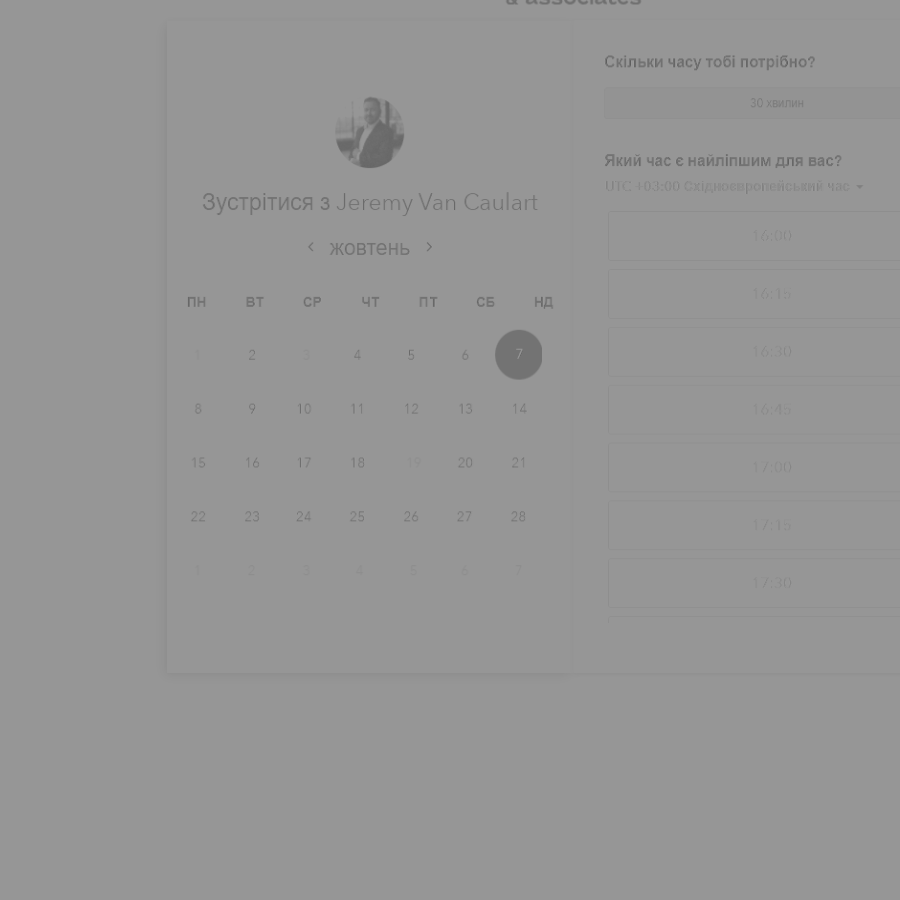 & associates
Зустрітися з Jeremy Van Caulart
жовтень
ПН ВТ СР ЧТ ПТ СБ НД
1 2 3 4 5 6 7
8 9 10 11 12 13 14
15 16 17 18 19 20 21
22 23 24 25 26 27 28
1 2 3 4 5 6 7
Скільки часу тобі потрібно?
30 хвилин
Який час є найліпшим для вас?
UTC +03:00 Східноєвропейський час
16:00
16:15
16:30
16:45
17:00
17:15
17:30